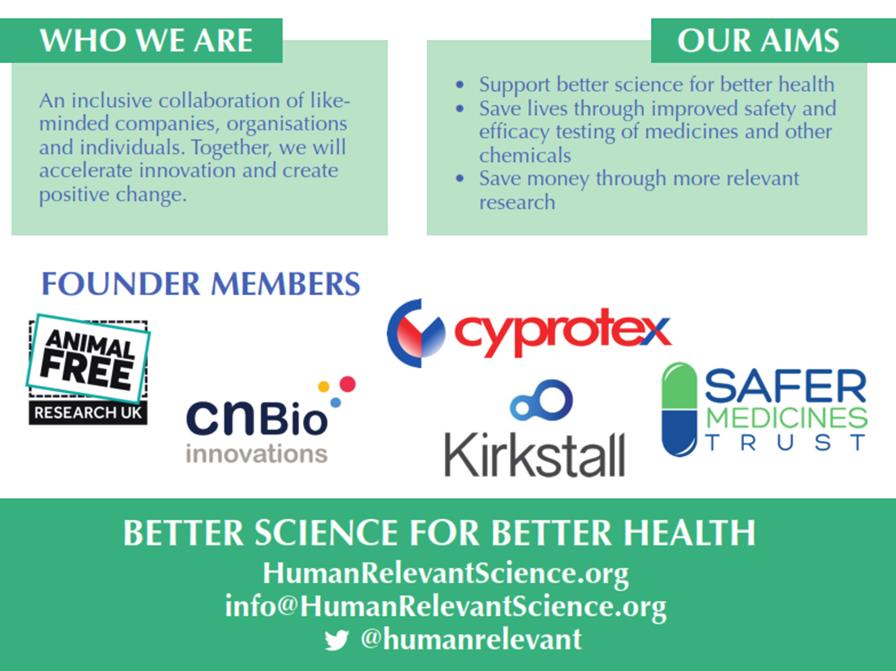 WHO WE ARE
An inclusive collaboration of like-
minded companies, organisations
and individuals. Together, we will
accelerate innovation and create
positive change.
OUR AIMS
• Support better science for better health
• Save lives through improved safety and
efficacy testing of medicines and other
chemicals
• Save money through more relevant
research
FOUNDER MEMBERS
ANIMAL
FREE
RESEARCH UK
cnBio
innovations
cyprotex
Kirkstall
SAFER
MEDICINES
TRUST
BETTER SCIENCE FOR BETTER HEALTH
HumanRelevantScience.org
info@HumanRelevantScience.org
@humanrelevant